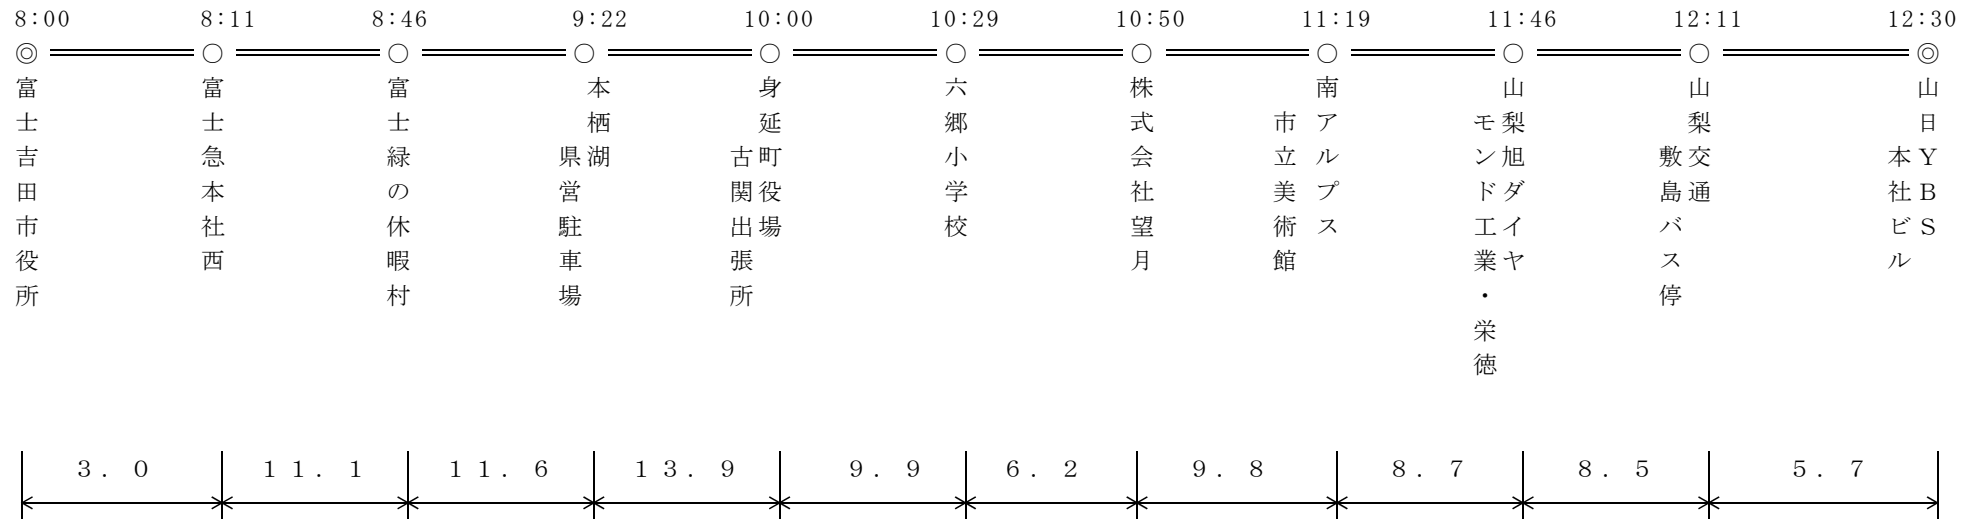 8:00 8:11 8:46 9:22 10:00 10:29 10:50 11:19 11:46 12:11 12:30
富士吉田市役所
富士急本社西
富士緑の休暇村
本栖湖
県営駐車場
身延町役場
古関出張所
六郷小学校
株式会社望月
南アルプス
市立美術館
山梨旭ダイヤ
モンド工業・栄徳
山梨交通
敷島バス停
山日YBS
本社ビル
3.0 11.1 11.6 13.9 9.9 6.2 9.8 8.7 8.5 5.7